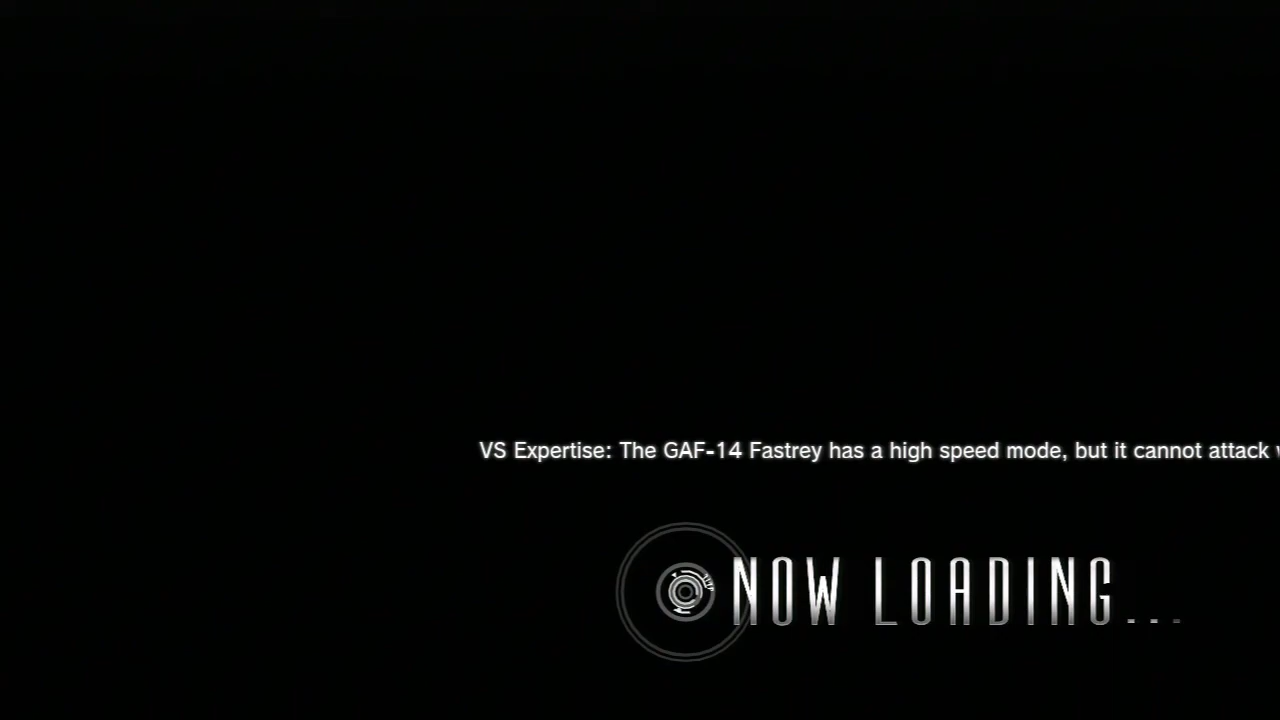 VS Expertise: The GAF-14 Fastrey has a high speed mode, but it cannot attack
NOW LOADING...